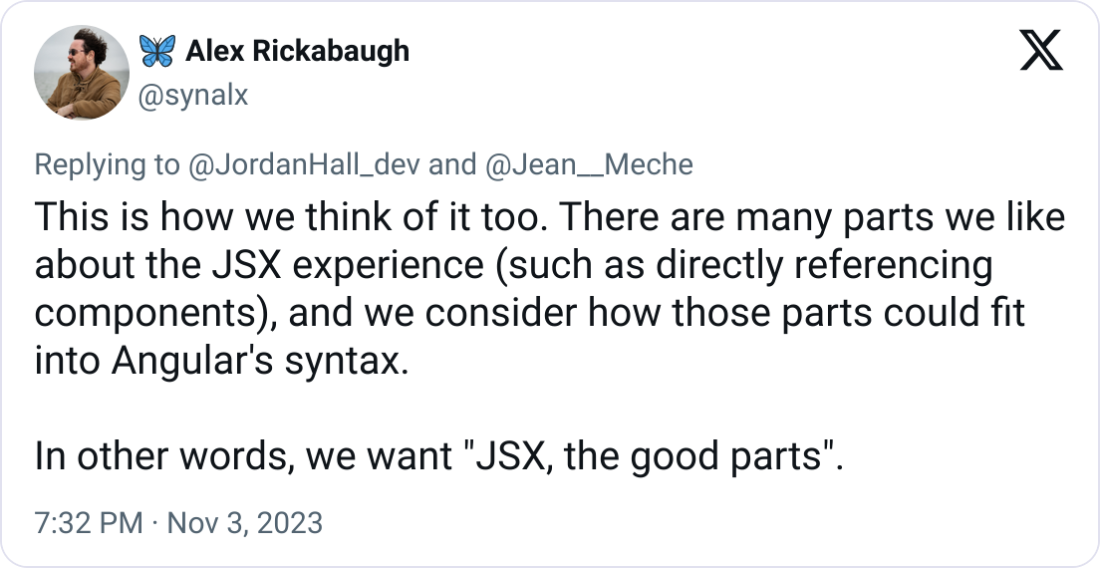 🦋 Alex Rickabaugh
@synalx
Replying to @JordanHall_dev and @Jean__Meche
This is how we think of it too. There are many parts we like
about the JSX experience (such as directly referencing
components), and we consider how those parts could fit
into Angular's syntax.
In other words, we want "JSX, the good parts".
7:32 PM · Nov 3, 2023